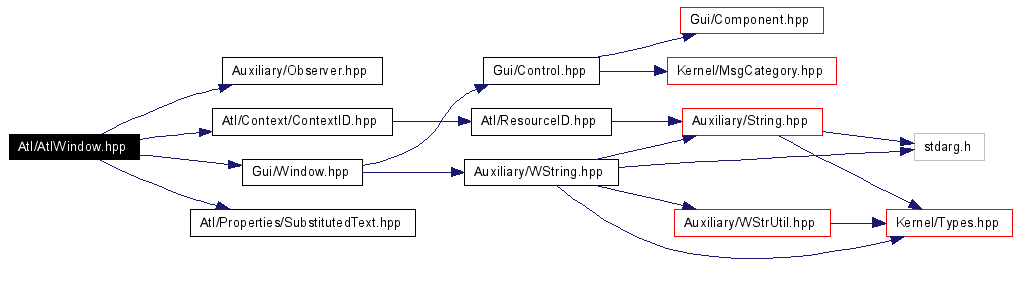 Gui/Component.hpp
Auxiliary/Observer.hpp
Gui/Control.hpp
Kernel/MsgCategory.hpp
Atl/Context/ContextID.hpp
Atl/ResourceID.hpp
Auxiliary/String.hpp
Atl/AtlWindow.hpp
stdarg.h
Gui/Window.hpp
Auxiliary/WString.hpp
Atl/Properties/SubstitutedText.hpp
Auxiliary/WStrUtil.hpp
Kernel/Types.hpp